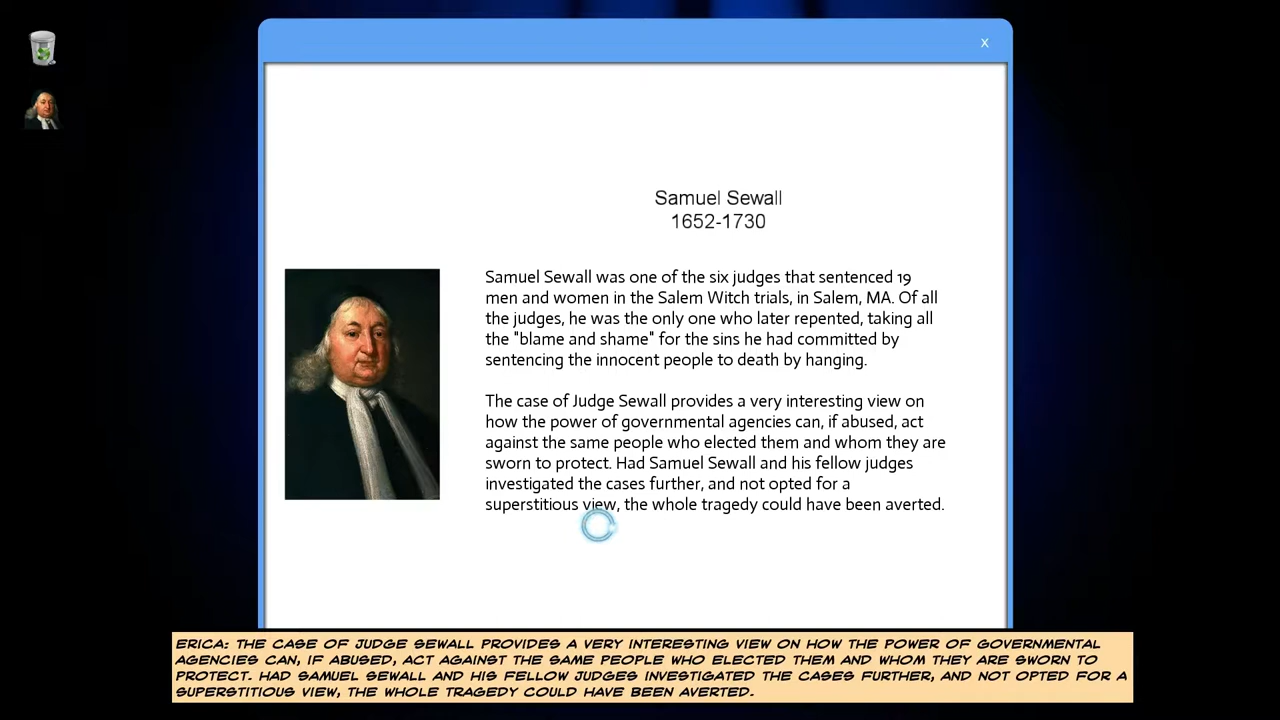 x
Samuel Sewall
1652-1730
Samuel Sewall was one of the six judges that sentenced 19
men and women in the Salem Witch trials, in Salem, MA. Of all
the judges, he was the only one who later repented, taking all
the "blame and shame" for the sins he had committed by
sentencing the innocent people to death by hanging.
The case of Judge Sewall provides a very interesting view on
how the power of governmental agencies can, if abused, act
against the same people who elected them and whom they are
sworn to protect. Had Samuel Sewall and his fellow judges
investigated the cases further, and not opted for a
superstitious view, the whole tragedy could have been averted.
ERICA: THE CASE OF JUDGE SEWALL PROVIDES A VERY INTERESTING VIEW ON HOW THE POWER OF GOVERNMENTAL
AGENCIES CAN, IF ABUSED, ACT AGAINST THE SAME PEOPLE WHO ELECTED THEM AND WHOM THEY ARE SWORN TO
PROTECT. HAD SAMUEL SEWALL AND HIS FELLOW JUDGES INVESTIGATED THE CASES FURTHER, AND NOT OPTED FOR A
SUPERSTITIOUS VIEW, THE WHOLE TRAGEDY COULD HAVE BEEN AVERTED.